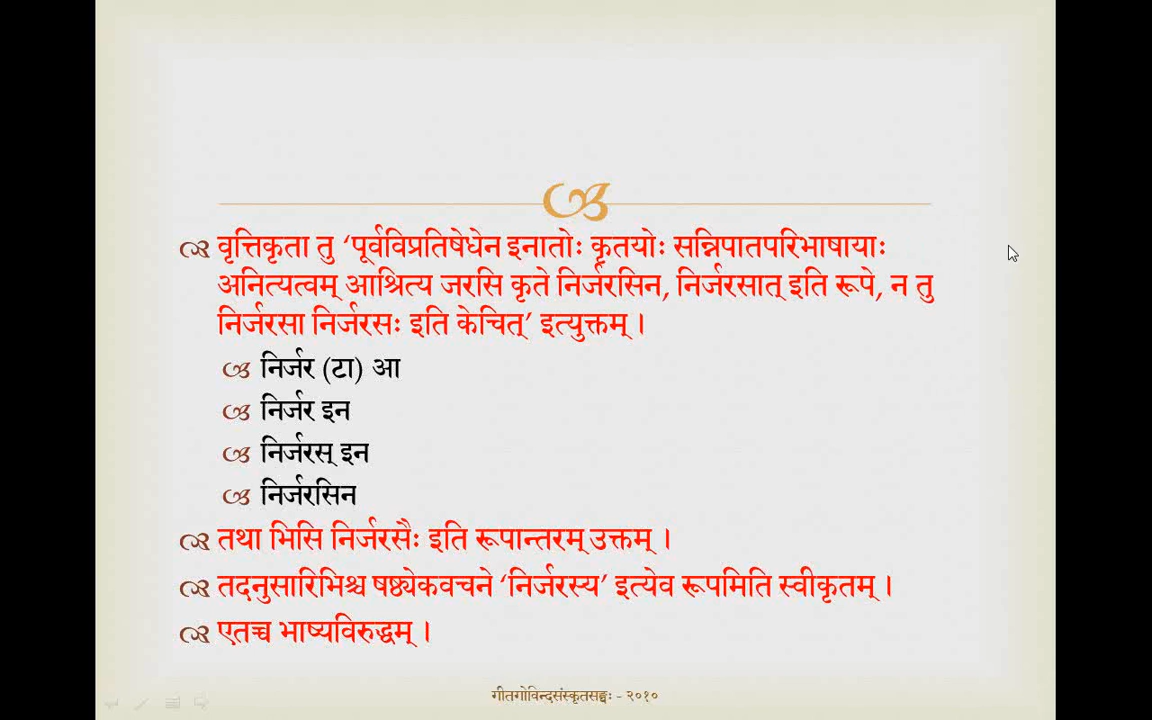 वृत्तिकृता तु ‘पूर्वविप्रतिषेधेन इनातोः कृतयोः सन्निपातपरिभाषायाः
अनित्यत्वम् आश्रित्य जरसि कृते निर्जरसिन, निर्जरसात् इति रूपे, न तु
निर्जरसा निर्जरसः इति केचित्’ इत्युक्तम् ।
निर्जर (टा) आ
निर्जर इन
निर्जरस् इन
निर्जरसिन
तथा भिसि निर्जरसैः इति रूपान्तरम् उक्तम् ।
तदनुसारिभिश्च षष्ठ्येकवचने ‘निर्जरस्य’ इत्येव रूपमिति स्वीकृतम् ।
एतच्च भाष्यविरुद्धम् ।
गीतगोविन्दसंस्कृतसङ्घः - २०१०